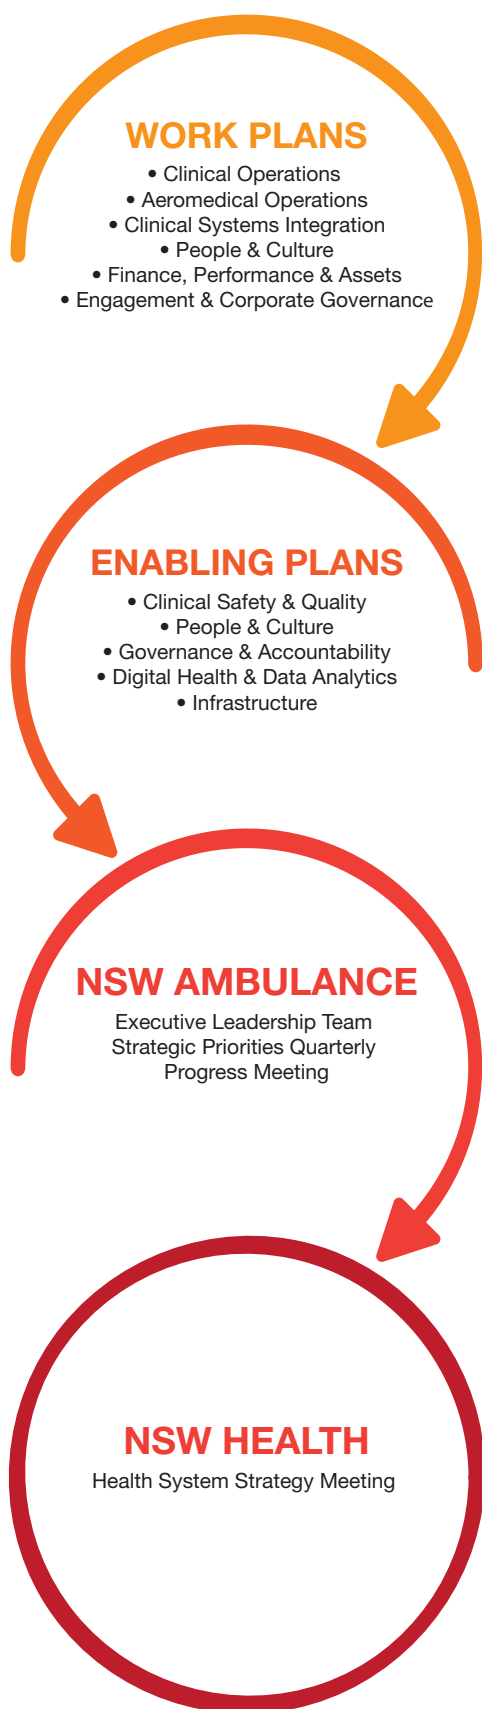 WORK PLANS
• Clinical Operations
• Aeromedical Operations
• Clinical Systems Integration
• People & Culture
• Finance, Performance & Assets
• Engagement & Corporate Governance
ENABLING PLANS
• Clinical Safety & Quality
• People & Culture
• Governance & Accountability
• Digital Health & Data Analytics
• Infrastructure
NSW AMBULANCE
Executive Leadership Team
Strategic Priorities Quarterly
Progress Meeting
NSW HEALTH
Health System Strategy Meeting